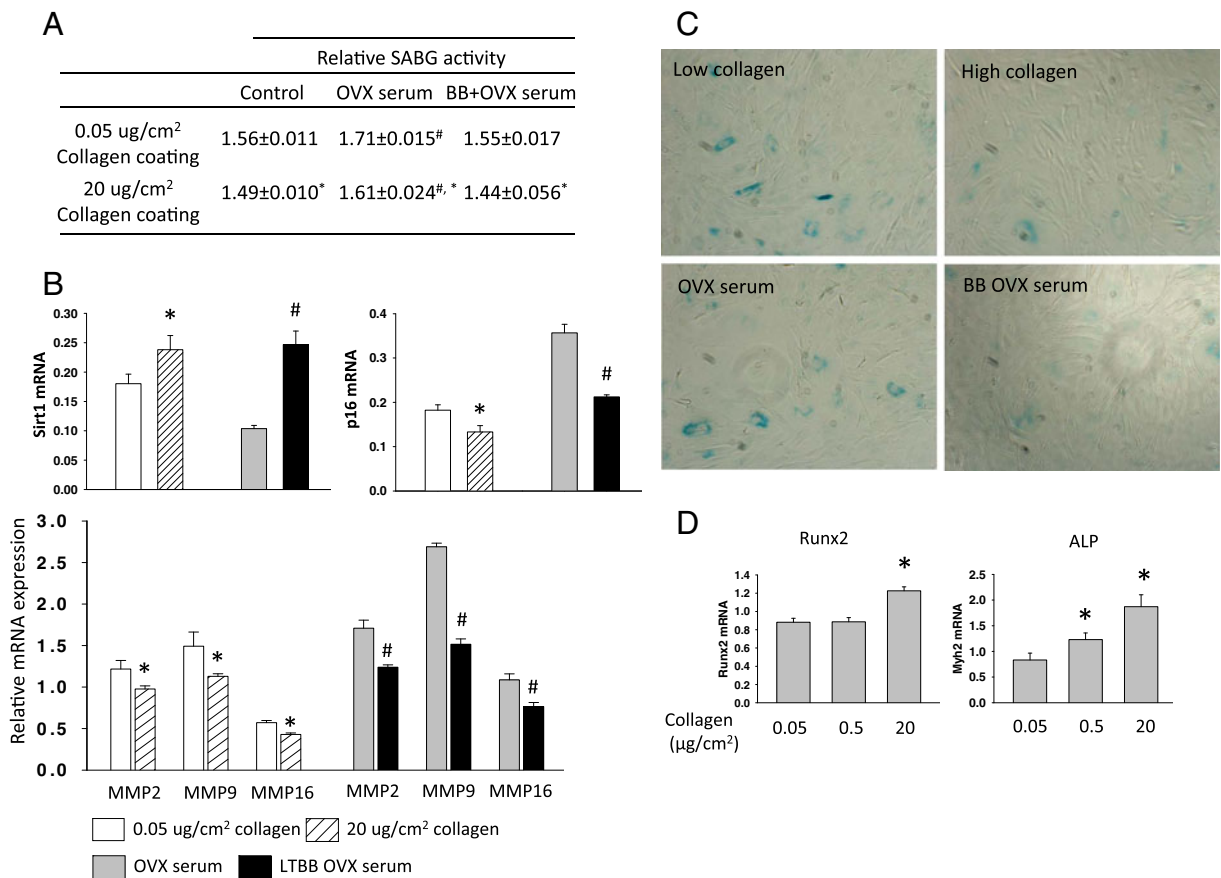 A
Relative SABG activity
Control OVX serum BB+OVX serum
0.05 ug/cm² Collagen coating 1.56±0.011 1.71±0.015# 1.55±0.017
20 ug/cm² Collagen coating 1.49±0.010* 1.61±0.024#, * 1.44±0.056*
B
Sirt1 mRNA
0.30
0.25
0.20
0.15
0.10
0.05
0.00
* #
p16 mRNA
0.4
0.3
0.2
0.1
0.0
* #
Relative mRNA expression
3.0
2.5
2.0
1.5
1.0
0.5
0.0
* * * # # #
MMP2 MMP9 MMP16 MMP2 MMP9 MMP16
0.05 ug/cm² collagen 20 ug/cm² collagen
OVX serum LTBB OVX serum
C
Low collagen
High collagen
OVX serum
BB OVX serum
D
Runx2
Runx2 mRNA
1.4
1.2
1.0
0.8
0.6
0.4
0.2
0.0
*
ALP
Myh2 mRNA
2.5
2.0
1.5
1.0
0.5
0.0
* *
Collagen (µg/cm²)
0.05 0.5 20 0.05 0.5 20